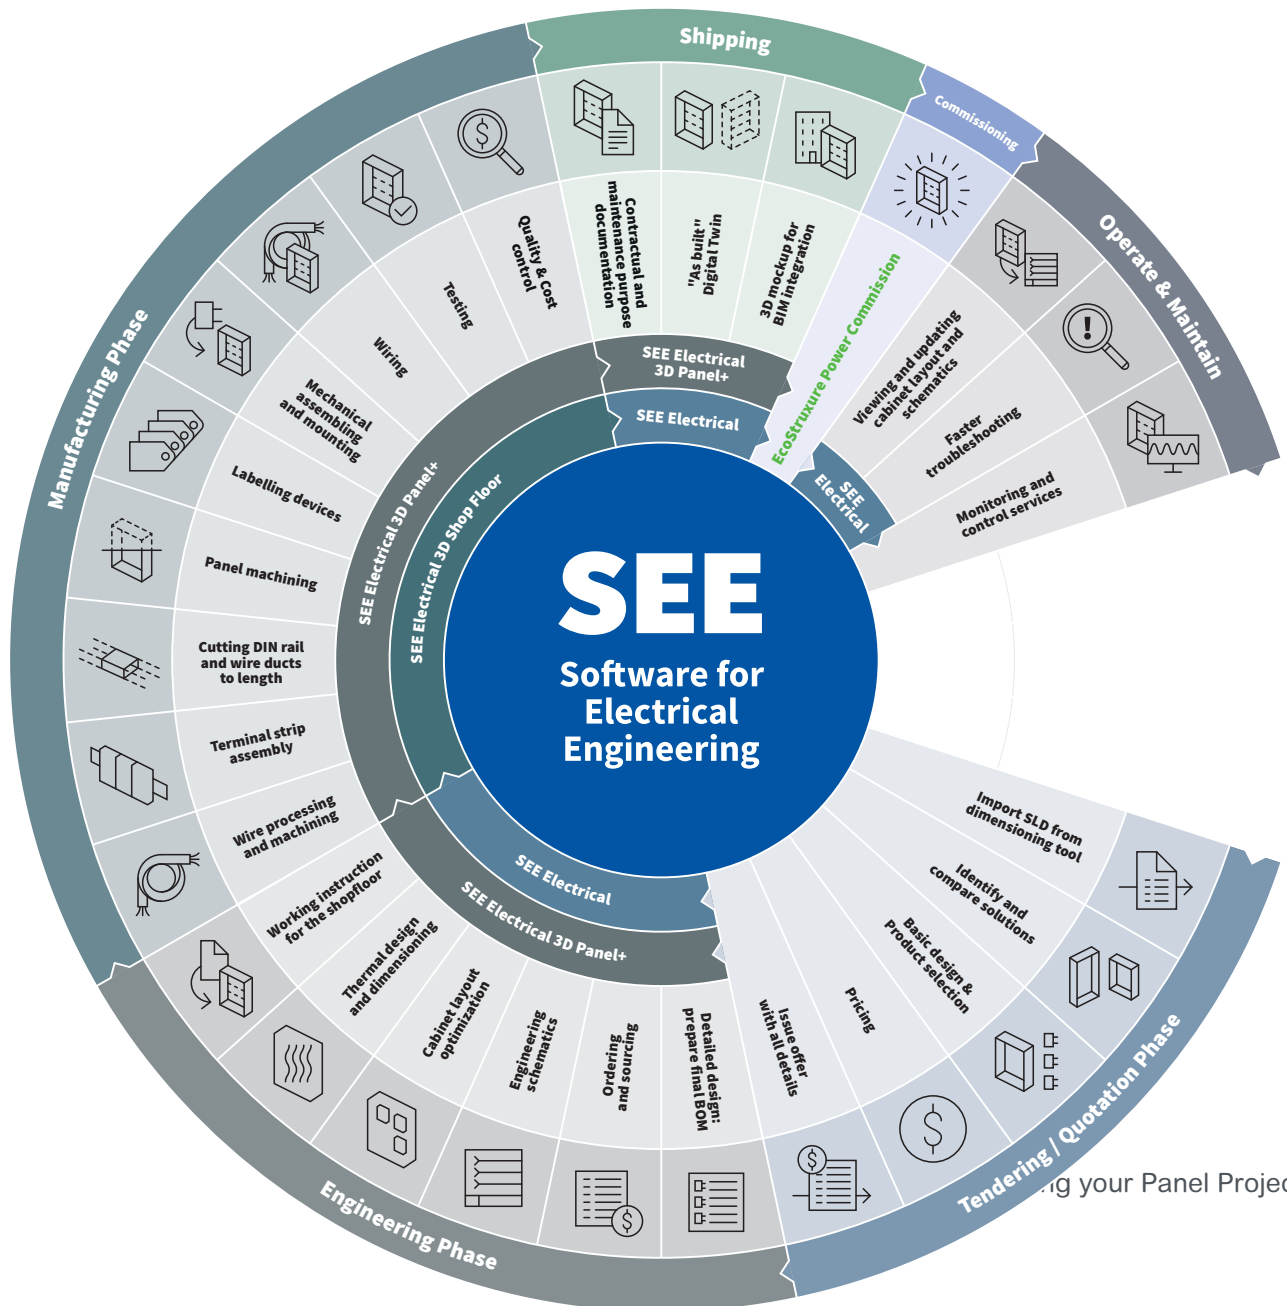 Shipping
Commissioning
Operate & Maintain
Manufacturing Phase
Engineering Phase
Tendering / Quotation Phase
Contractual and
maintenance purpose
documentation
"As built"
Digital Twin
3D mockup for
BIM integration
EcoStruxure Power Commission
Viewing and updating
cabinet layout and
schematics
Faster
troubleshooting
Monitoring and
control services
Quality & Cost
control
Testing
Wiring
Mechanical
assembling
and mounting
Labelling devices
Panel machining
Cutting DIN rail
and wire ducts
to length
Terminal strip
assembly
Wire processing
and machining
Working instruction
for the shopfloor
Thermal design
and dimensioning
Cabinet layout
optimization
Engineering
schematics
Ordering
and sourcing
Detailed design:
prepare final BOM
Issue offer
with all details
Pricing
Basic design &
Product selection
Identify and
compare solutions
Import SLD from
dimensioning tool
SEE Electrical
3D Panel+
SEE Electrical
SEE
Electrical
SEE Electrical 3D Panel+
SEE Electrical 3D Shop Floor
SEE Electrical
SEE Electrical 3D Panel+
SEE
Software for
Electrical
Engineering
your Panel